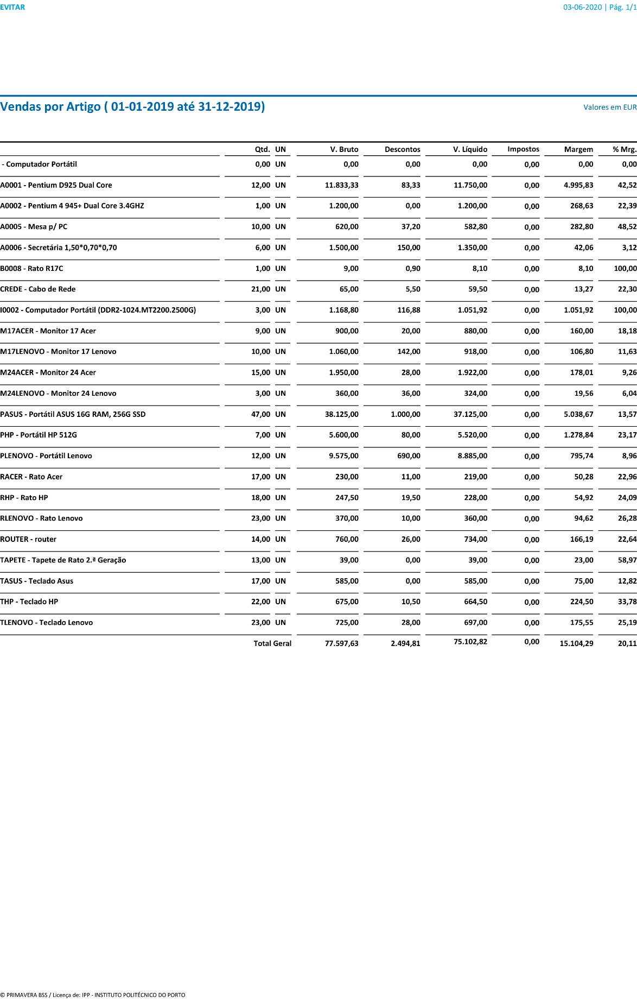 EVITAR 03-06-2020 | Pág. 1/1
Vendas por Artigo ( 01-01-2019 até 31-12-2019) Valores em EUR
Qtd. UN V. Bruto Descontos V. Líquido Impostos Margem % Mrg.
- Computador Portátil 0,00 UN 0,00 0,00 0,00 0,00 0,00 0,00
A0001 - Pentium D925 Dual Core 12,00 UN 11.833,33 83,33 11.750,00 0,00 4.995,83 42,52
A0002 - Pentium 4 945+ Dual Core 3.4GHZ 1,00 UN 1.200,00 0,00 1.200,00 0,00 268,63 22,39
A0005 - Mesa p/ PC 10,00 UN 620,00 37,20 582,80 0,00 282,80 48,52
A0006 - Secretária 1,50*0,70*0,70 6,00 UN 1.500,00 150,00 1.350,00 0,00 42,06 3,12
B0008 - Rato R17C 1,00 UN 9,00 0,90 8,10 0,00 8,10 100,00
CREDE - Cabo de Rede 21,00 UN 65,00 5,50 59,50 0,00 13,27 22,30
I0002 - Computador Portátil (DDR2-1024.MT2200.2500G) 3,00 UN 1.168,80 116,88 1.051,92 0,00 1.051,92 100,00
M17ACER - Monitor 17 Acer 9,00 UN 900,00 20,00 880,00 0,00 160,00 18,18
M17LENOVO - Monitor 17 Lenovo 10,00 UN 1.060,00 142,00 918,00 0,00 106,80 11,63
M24ACER - Monitor 24 Acer 15,00 UN 1.950,00 28,00 1.922,00 0,00 178,01 9,26
M24LENOVO - Monitor 24 Lenovo 3,00 UN 360,00 36,00 324,00 0,00 19,56 6,04
PASUS - Portátil ASUS 16G RAM, 256G SSD 47,00 UN 38.125,00 1.000,00 37.125,00 0,00 5.038,67 13,57
PHP - Portátil HP 512G 7,00 UN 5.600,00 80,00 5.520,00 0,00 1.278,84 23,17
PLENOVO - Portátil Lenovo 12,00 UN 9.575,00 690,00 8.885,00 0,00 795,74 8,96
RACER - Rato Acer 17,00 UN 230,00 11,00 219,00 0,00 50,28 22,96
RHP - Rato HP 18,00 UN 247,50 19,50 228,00 0,00 54,92 24,09
RLENOVO - Rato Lenovo 23,00 UN 370,00 10,00 360,00 0,00 94,62 26,28
ROUTER - router 14,00 UN 760,00 26,00 734,00 0,00 166,19 22,64
TAPETE - Tapete de Rato 2.ª Geração 13,00 UN 39,00 0,00 39,00 0,00 23,00 58,97
TASUS - Teclado Asus 17,00 UN 585,00 0,00 585,00 0,00 75,00 12,82
THP - Teclado HP 22,00 UN 675,00 10,50 664,50 0,00 224,50 33,78
TLENOVO - Teclado Lenovo 23,00 UN 725,00 28,00 697,00 0,00 175,55 25,19
Total Geral 77.597,63 2.494,81 75.102,82 0,00 15.104,29 20,11
© PRIMAVERA BSS / Licença de: IPP - INSTITUTO POLITÉCNICO DO PORTO